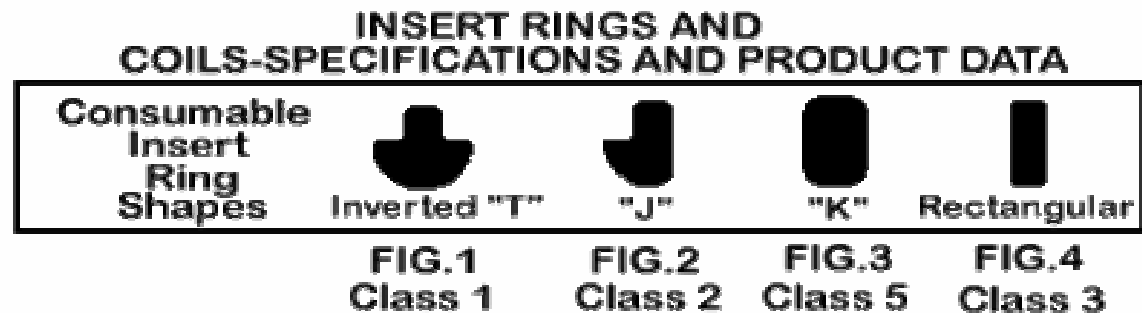 INSERT RINGS AND
COILS-SPECIFICATIONS AND PRODUCT DATA
Consumable
Insert
Ring
Shapes
Inverted "T" "J" "K" Rectangular
FIG.1 FIG.2 FIG.3 FIG.4
Class 1 Class 2 Class 5 Class 3